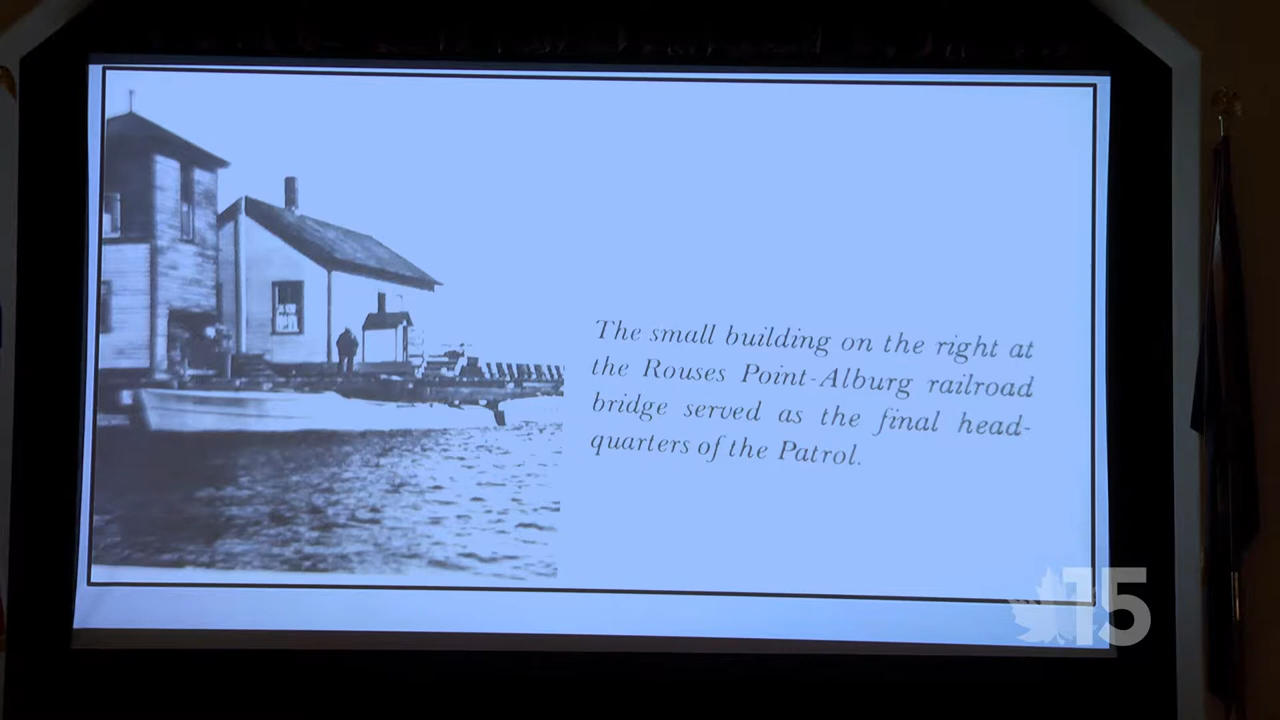 The small building on the right at
the Rouses Point-Alburg railroad
bridge served as the final head-
quarters of the Patrol.
15